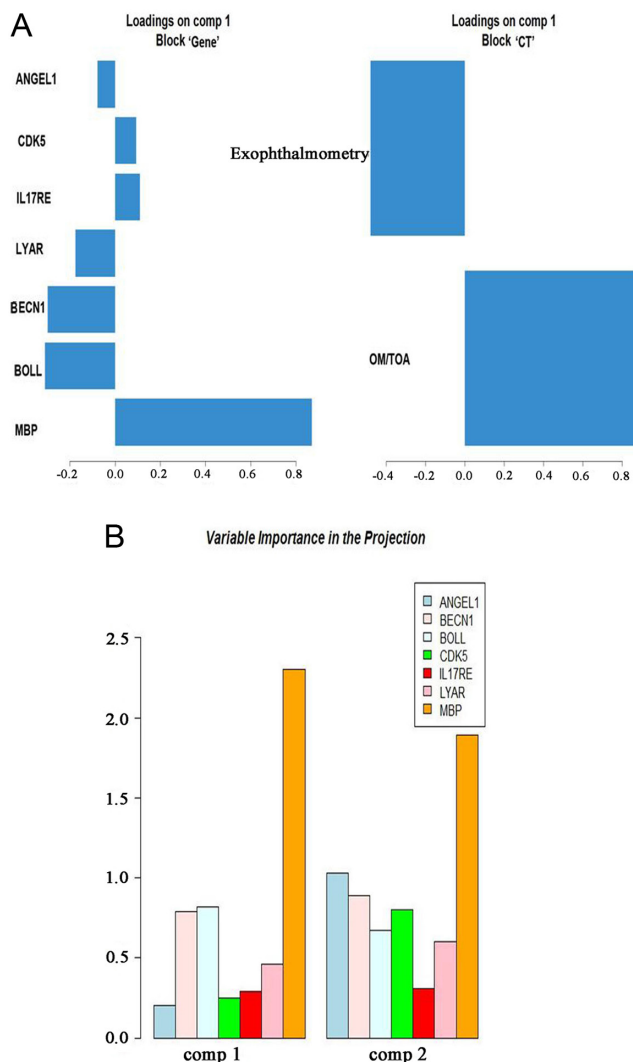 A
Loadings on comp 1
Block 'Gene'
Loadings on comp 1
Block 'CT'
ANGEL1
CDK5
IL17RE
LYAR
BECN1
BOLL
MBP
-0.2 0.0 0.2 0.4 0.6 0.8
Exophthalmometry
OM/TOA
-0.4 -0.2 0.0 0.2 0.4 0.6 0.8
B
Variable Importance in the Projection
ANGEL1
BECN1
BOLL
CDK5
IL17RE
LYAR
MBP
2.5
2.0
1.5
1.0
0.5
0.0
comp 1 comp 2